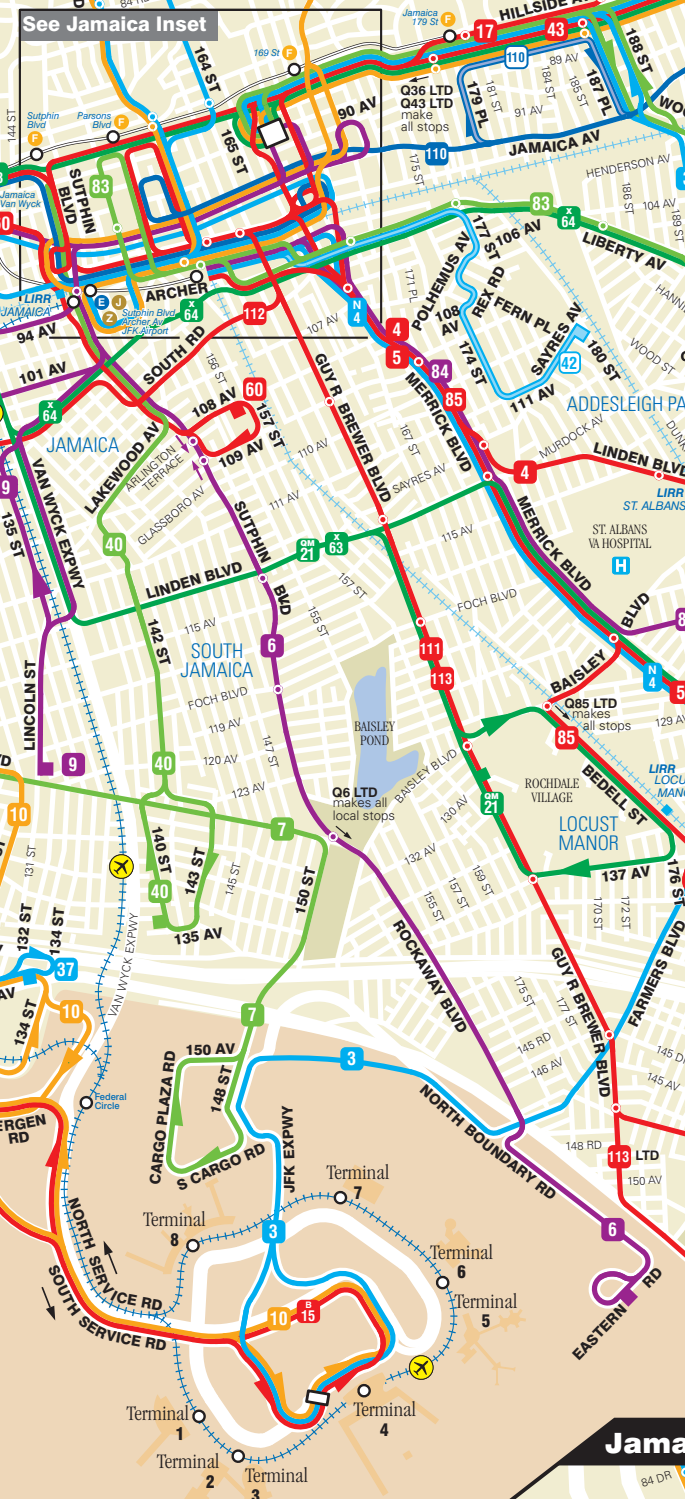 See Jamaica Inset
84 RD
HILLSIDE AV
Jamaica
179 St
F
17
43
110
89 AV
188 ST
164 ST
169 St
F
Q36 LTD
Q43 LTD
make
all stops
179 PL
181 ST
184 ST
185 ST
187 PL
91 AV
90 AV
144 ST
Sutphin
Blvd
F
Parsons
Blvd
F
165 ST
110
JAMAICA AV
175 ST
HENDERSON AV
186 ST
104 AV
189 ST
83
SUTPHIN
BLVD
Jamaica
Van Wyck
83
X
64
LIBERTY AV
106 AV
177 ST
POLHEMUS AV
REX RD
108
AV
FERN PL
SAYRES AV
174 ST
180 ST
42
111 AV
WOOD ST
171 PL
LIRR
JAMAICA
E
J
Z
Sutphin Blvd
Archer Av
JFK Airport
ARCHER
X
64
112
N
4
107 AV
94 AV
101 AV
SOUTH RD
156 ST
4
5
84
85
X
64
JAMAICA
60
108 AV
157 ST
109 AV
GUY R BREWER BLVD
MERRICK BLVD
ADDESLEIGH PA
MURDOCK AV
LINDEN BLVD
4
LIRR
ST. ALBANS
167 ST
110 AV
SAYRES AV
111 AV
LAKEWOOD AV
ARLINGTON
TERRACE
GLASSBORO AV
9
135 ST
VAN WYCK EXPWY
40
SUTPHIN
BLVD
QM
21
X
63
115 AV
MERRICK BLVD
ST. ALBANS
VA HOSPITAL
H
LINDEN BLVD
157 ST
FOCH BLVD
155 ST
115 AV
142 ST
6
SOUTH
JAMAICA
111
113
BLVD
BAISLEY
N
4
5
Q85 LTD
makes
all stops
85
129 AV
LINCOLN ST
FOCH BLVD
119 AV
147 ST
BAISLEY
POND
120 AV
123 AV
9
40
BAISLEY BLVD
QM
21
130 AV
ROCHDALE
VILLAGE
BEDELL ST
LOCUST
MANOR
Q6 LTD
makes all
local stops
10
7
131 ST
140 ST
143 ST
145 ST
40
135 AV
150 ST
132 AV
159 ST
157 ST
155 ST
137 AV
176 ST
170 ST
172 ST
132 ST
134 ST
37
VAN WYCK EXPWY
10
134 ST
ROCKAWAY BLVD
FARMERS BLVD
GUY R BREWER BLVD
175 ST
177 ST
7
150 AV
148 ST
CARGO PLAZA RD
S CARGO RD
3
145 RD
146 AV
145 AV
Federal
Circle
ERGEN
RD
NORTH BOUNDARY RD
JFK EXPWY
148 RD
113 LTD
150 AV
6
EASTERN RD
NORTH SERVICE RD
SOUTH SERVICE RD
Terminal
7
Terminal
8
3
Terminal
6
Terminal
5
10
B
15
Terminal
4
Terminal
1
Terminal
2
Terminal
3
Jama
84 DR